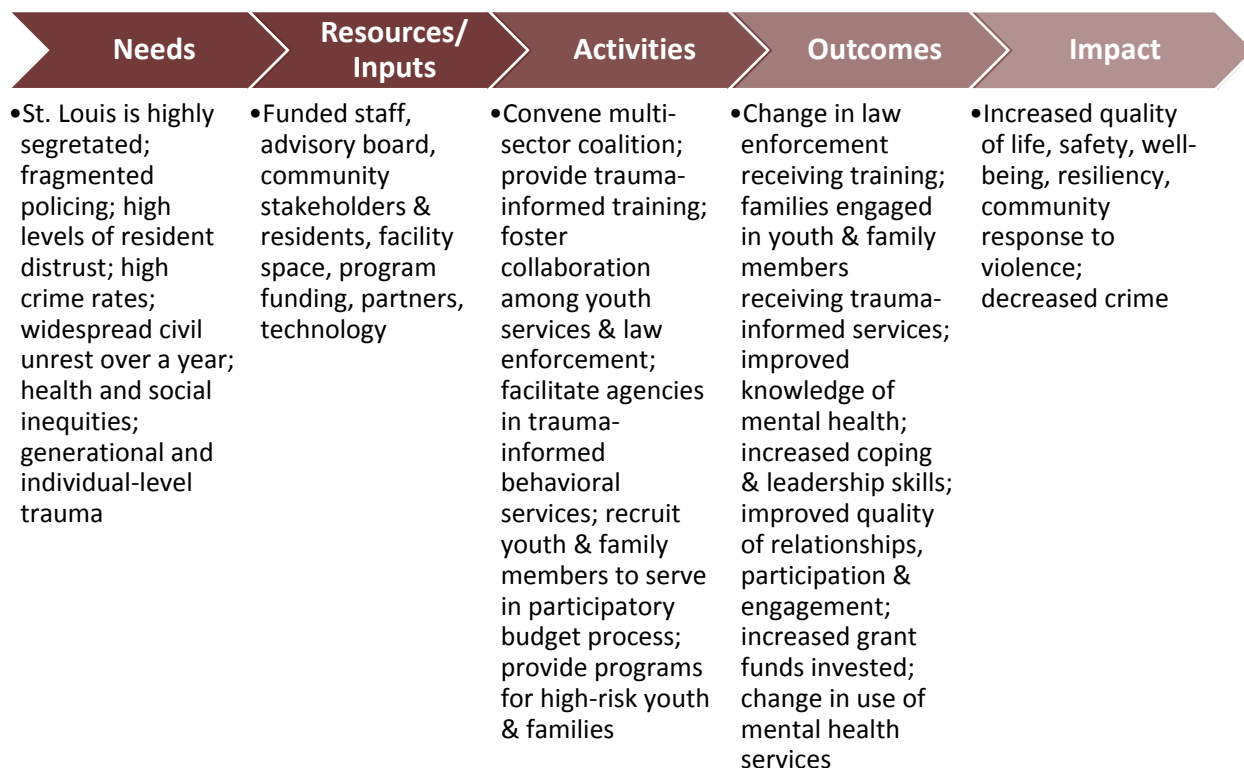 Needs
•St. Louis is highly
segretated;
fragmented
policing; high
levels of resident
distrust; high
crime rates;
widespread civil
unrest over a year;
health and social
inequities;
generational and
individual-level
trauma
Resources/
Inputs
•Funded staff,
advisory board,
community
stakeholders &
residents, facility
space, program
funding, partners,
technology
Activities
•Convene multi-
sector coalition;
provide trauma-
informed training;
foster
collaboration
among youth
services & law
enforcement;
facilitate agencies
in trauma-
informed
behavioral
services; recruit
youth & family
members to serve
in participatory
budget process;
provide programs
for high-risk youth
& families
Outcomes
•Change in law
enforcement
receiving training;
families engaged
in youth & family
members
receiving trauma-
informed services;
improved
knowledge of
mental health;
increased coping
& leadership skills;
improved quality
of relationships,
participation &
engagement;
increased grant
funds invested;
change in use of
mental health
services
Impact
•Increased quality
of life, safety, well-
being, resiliency,
community
response to
violence;
decreased crime